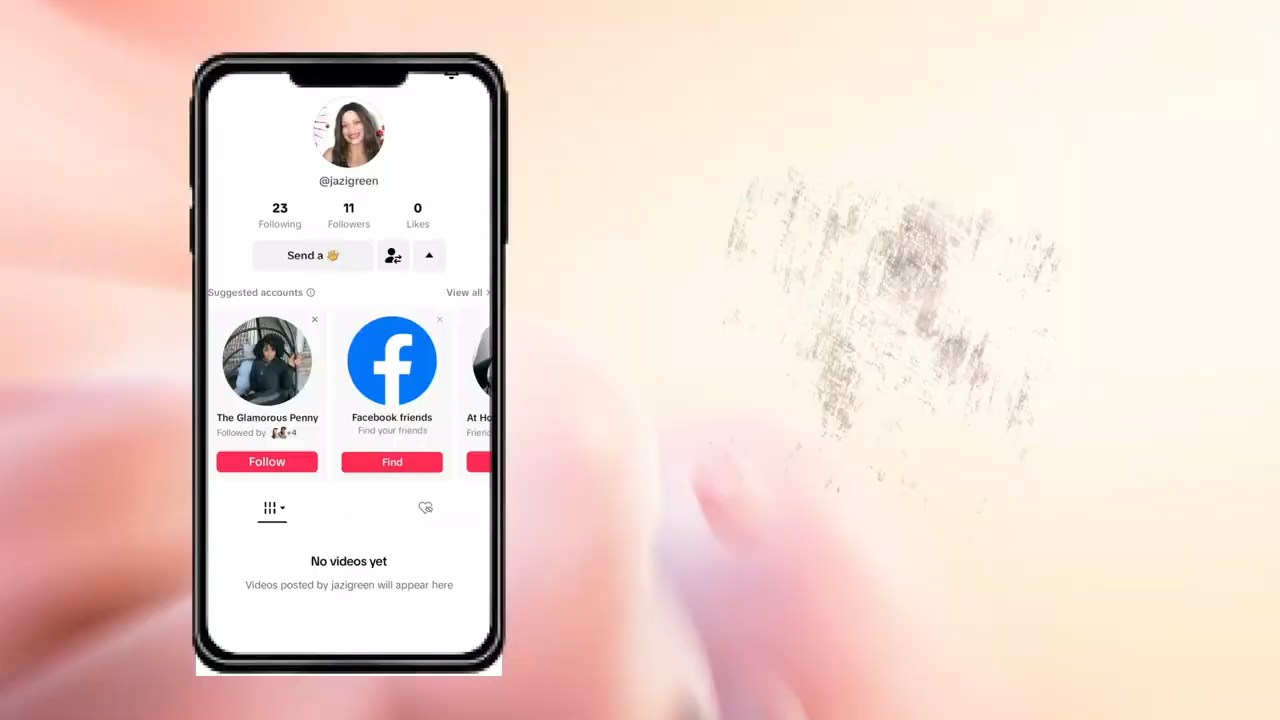 @jazigreen
23 11 0
Following Followers Likes
Send a 👋
Suggested accounts View all >
The Glamorous Penny Facebook friends At Ho
Followed by +4 Find your friends Friend
Follow Find
No videos yet
Videos posted by jazigreen will appear here